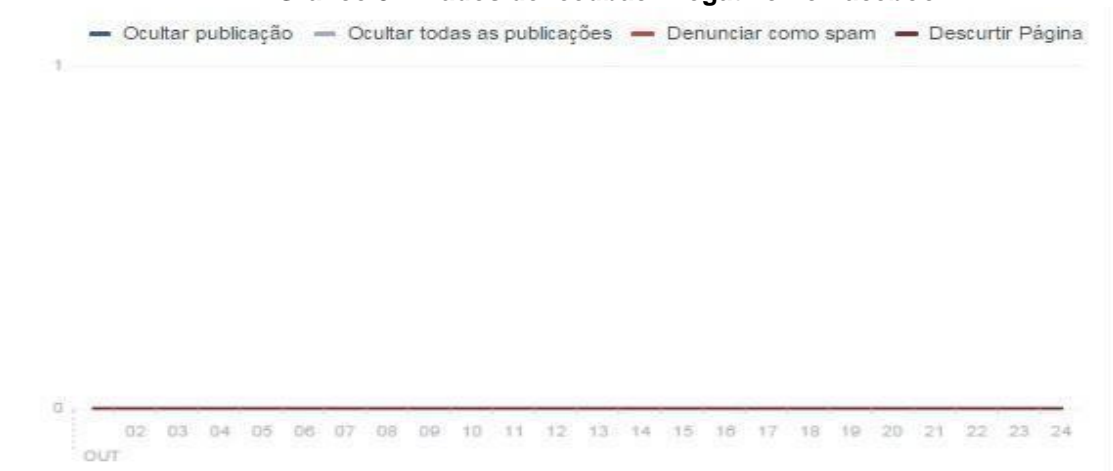 Ocultar publicação Ocultar todas as publicações Denunciar como spam Descurtir Página
1
0
02 03 04 05 06 07 08 09 10 11 12 13 14 15 16 17 18 19 20 21 22 23 24
OUT